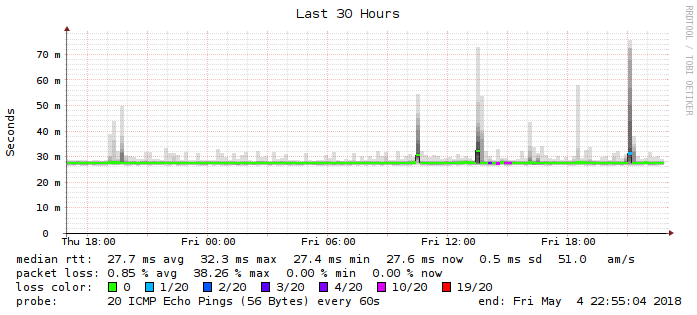 Last 30 Hours
RRDTOOL / TOBI OETIKER
Seconds
70 m
60 m
50 m
40 m
30 m
20 m
10 m
0
Thu 18:00 Fri 00:00 Fri 06:00 Fri 12:00 Fri 18:00
median rtt: 27.7 ms avg 32.3 ms max 27.4 ms min 27.6 ms now 0.5 ms sd 51.0 am/s
packet loss: 0.85 % avg 38.26 % max 0.00 % min 0.00 % now
loss color: 0 1/20 2/20 3/20 4/20 10/20 19/20
probe: 20 ICMP Echo Pings (56 Bytes) every 60s end: Fri May 4 22:55:04 2018